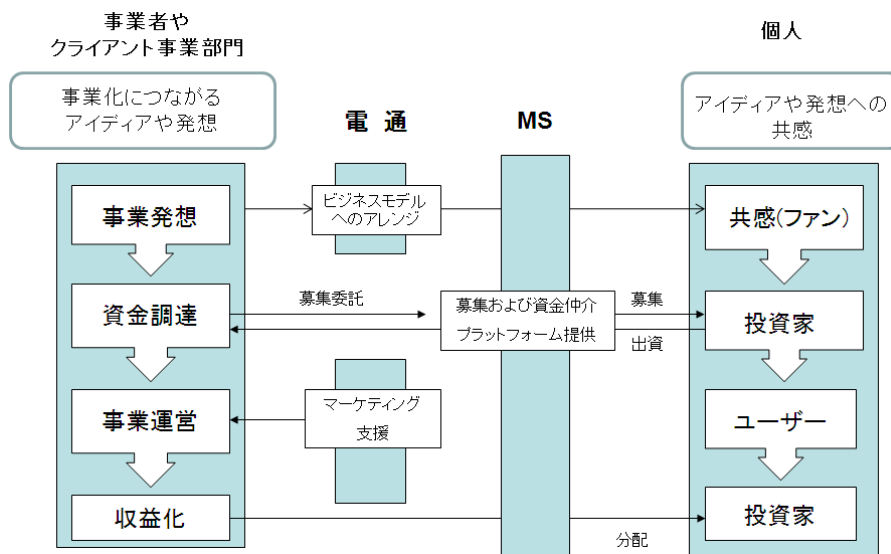 事業者や
クライアント事業部門
個人
事業化につながる
アイディアや発想
電 通
MS
アイディアや発想への
共感
事業発想
ビジネスモデル
へのアレンジ
共感(ファン)
資金調達
募集委託
募集および資金仲介
プラットフォーム提供
募集
出資
投資家
事業運営
マーケティング
支援
ユーザー
収益化
分配
投資家